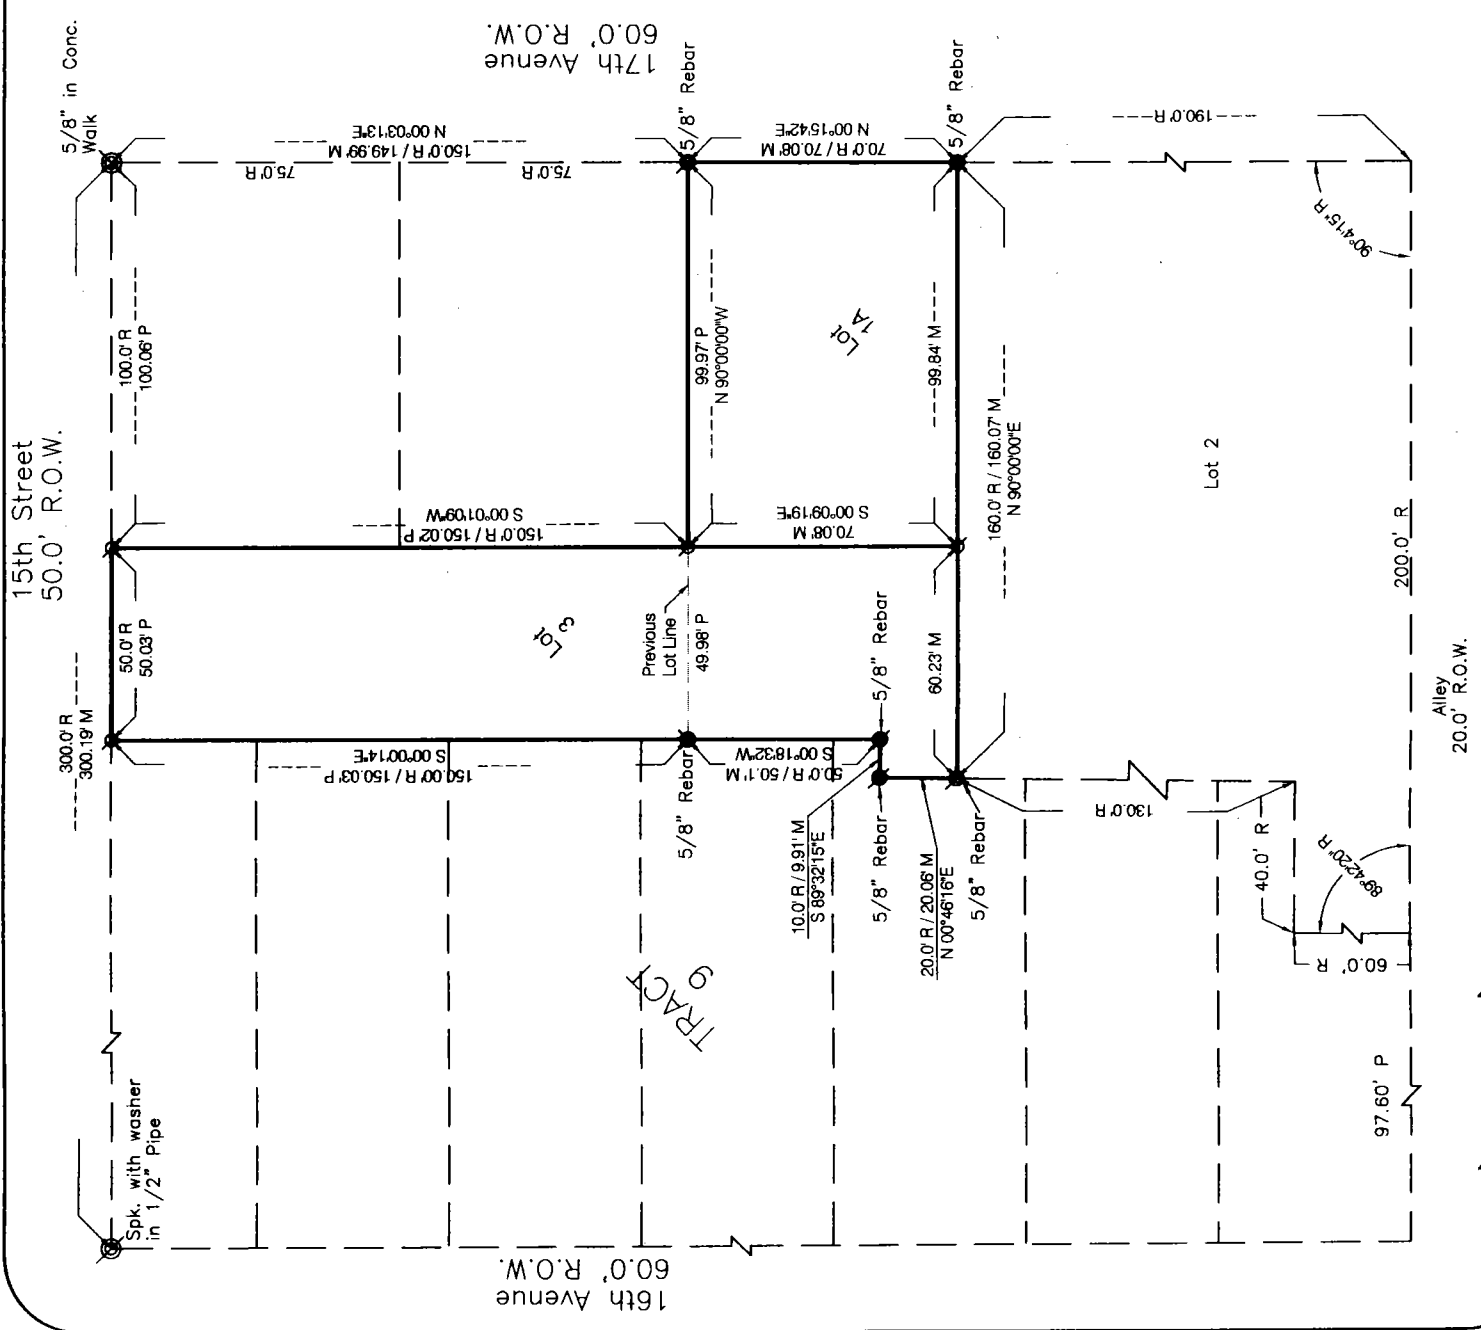 15th Street
50.0' R.O.W.
17th Avenue
60.0' R.O.W.
5/8" in Conc.
Walk
300.0' R
300.19' M
50.0' R
50.03' P
100.0' R
100.06' P
150.0' R / 149.99' M
N 00°03'13"E
75.0' R
75.0' R
5/8" Rebar
70.0' R / 70.08' M
N 00°15'42"E
5/8" Rebar
190.0' R
150.0' R / 150.02' P
S 00°01'09"W
99.97' P
N 90°00'00"W
Lot
1A
70.08' M
S 00°09'19"E
99.84' M
160.0' R / 160.07' M
N 90°00'00"E
Lot
3
Previous
Lot Line
49.98' P
60.23' M
150.00' R / 150.03' P
S 00°00'14"E
5/8" Rebar
50.0' R / 50.1' M
S 00°18'32"W
5/8" Rebar
10.0' R / 9.91' M
S 89°32'15"E
5/8" Rebar
20.0' R / 20.06' M
N 00°46'16"E
5/8" Rebar
130.0' R
Lot 2
90°4'15" R
40.0' R
89°42'20" R
60.0' R
200.0' R
97.60' P
Alley
20.0' R.O.W.
TRACT
9
Spk. with washer
in 1/2" Pipe
16th Avenue
60.0' R.O.W.